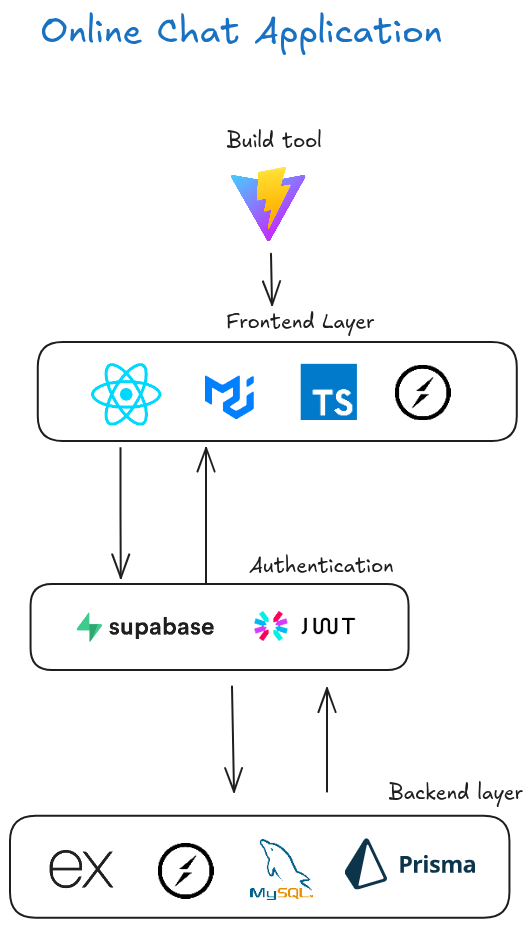 Online Chat Application
Build tool
Frontend Layer
TS
Authentication
supabase
JWT
Backend layer
ex
MySQL
Prisma